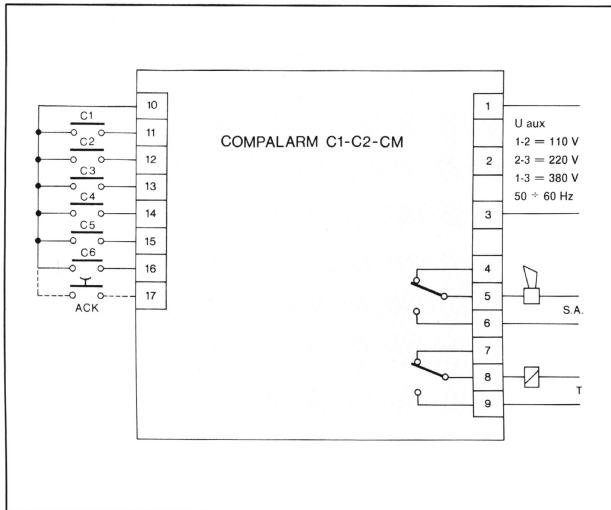 COMPALARM C1-C2-CM
10
C1
11
C2
12
C3
13
C4
14
C5
15
C6
16
17
ACK
1
2
3
U aux
1-2 = 110 V
2-3 = 220 V
1-3 = 380 V
50 ÷ 60 Hz
4
5
6
S.A.
7
8
9
T